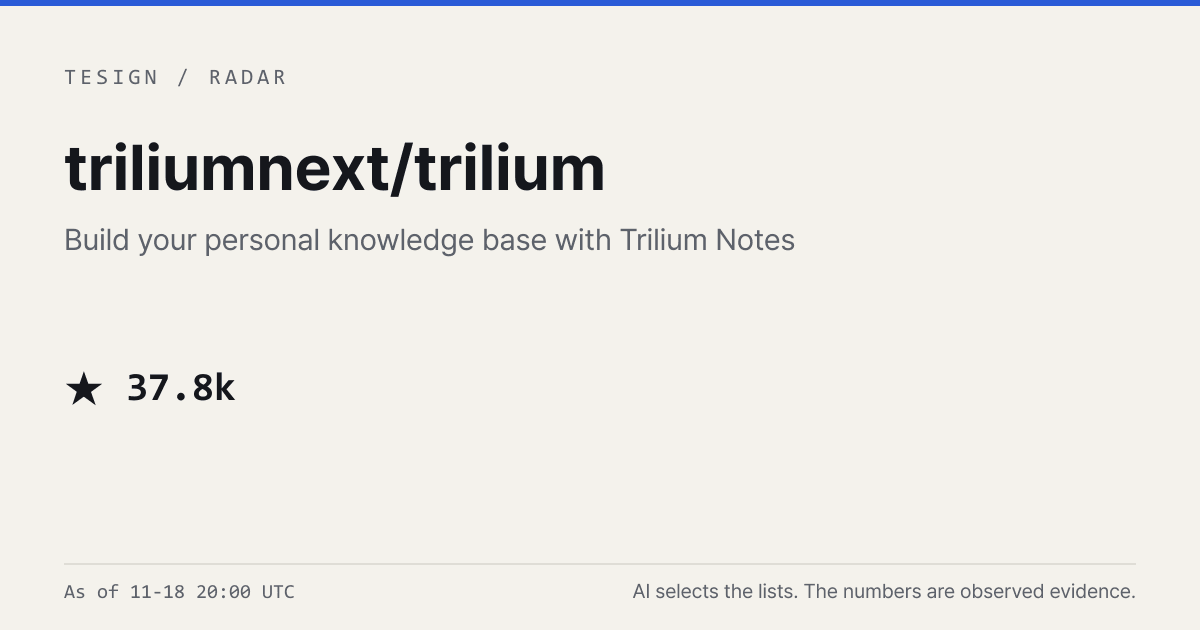 TESIGN / RADAR
triliumnext/trilium
Build your personal knowledge base with Trilium Notes
★ 37.8k
As of 11-18 20:00 UTC
AI selects the lists. The numbers are observed evidence.